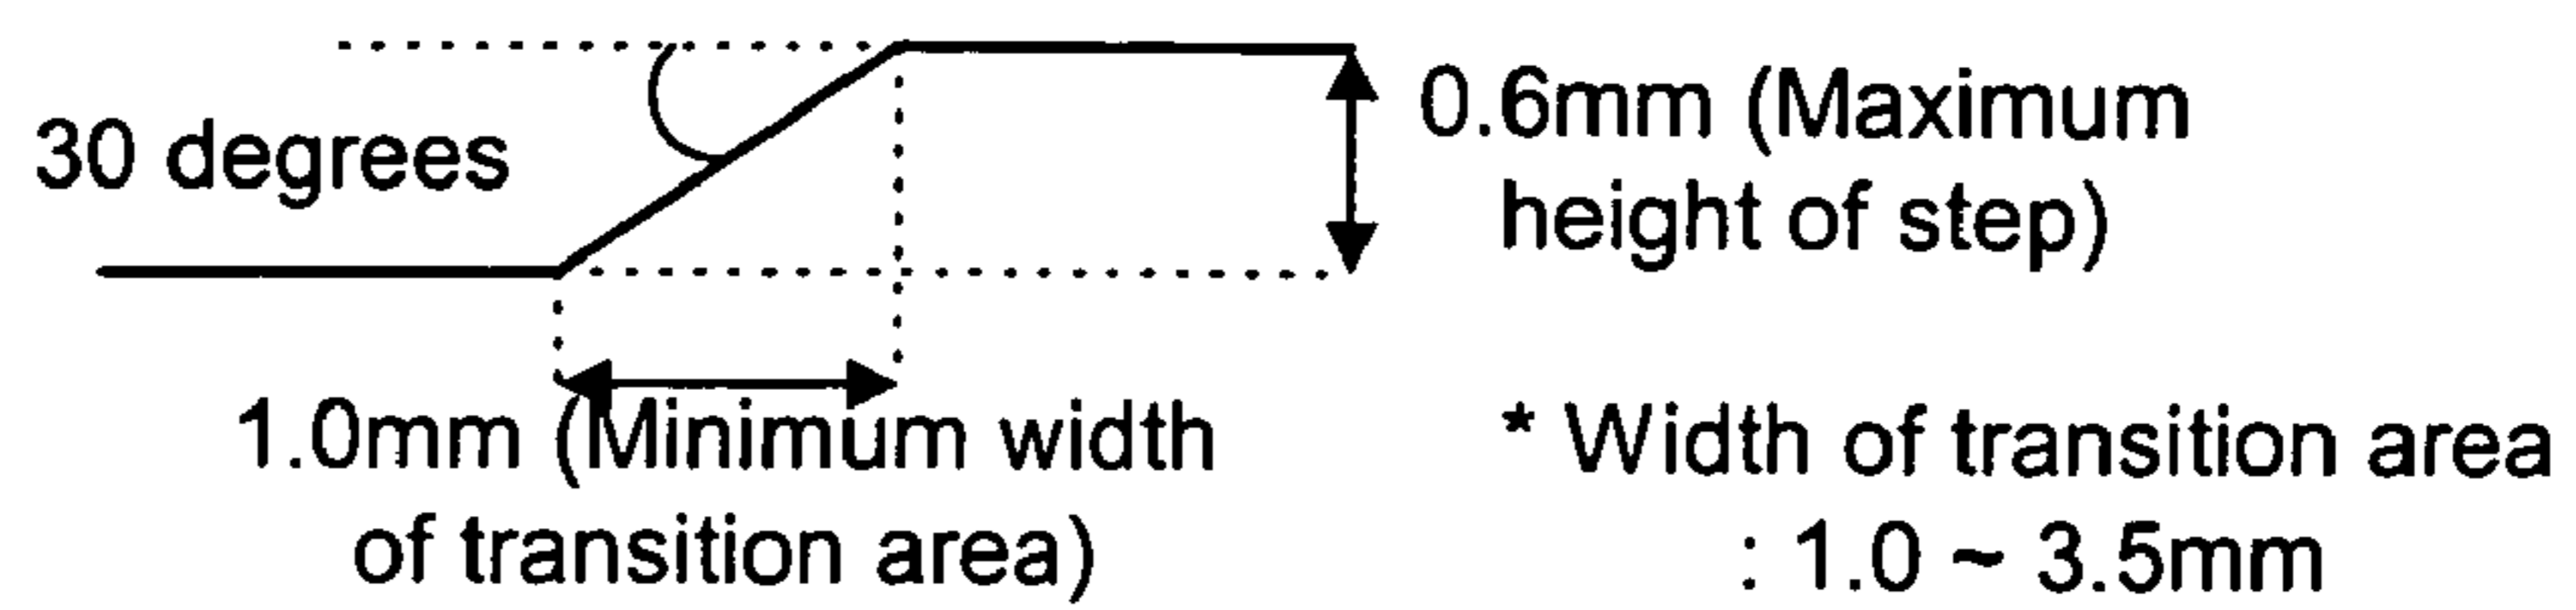 0.6mm (Maximum
height of step)
30 degrees
1.0mm (Minimum width
of transition area)
* Width of transition area
: 1.0 ~ 3.5mm